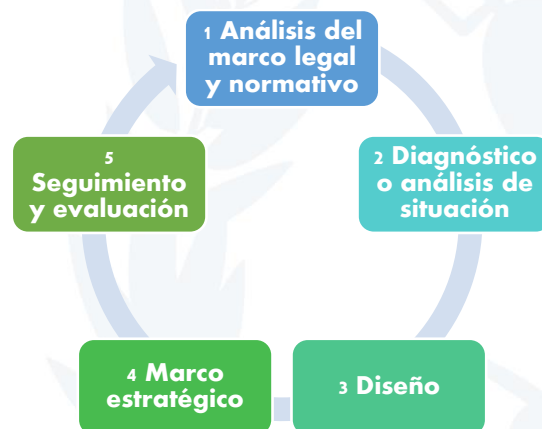 1 Análisis del
marco legal
y normativo
2 Diagnóstico
o análisis de
situación
3 Diseño
4 Marco
estratégico
5
Seguimiento
y evaluación